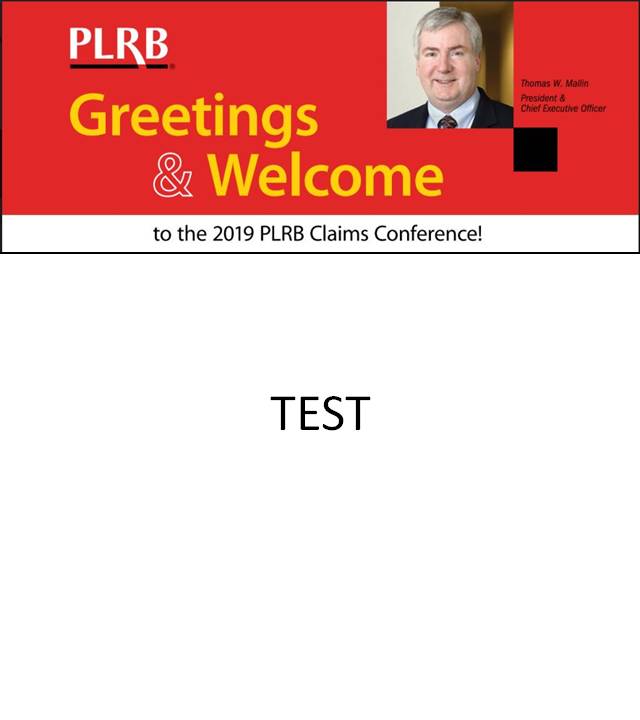 PLRB
Thomas W. Mallin
President &
Chief Executive Officer
Greetings
& Welcome
to the 2019 PLRB Claims Conference!
TEST